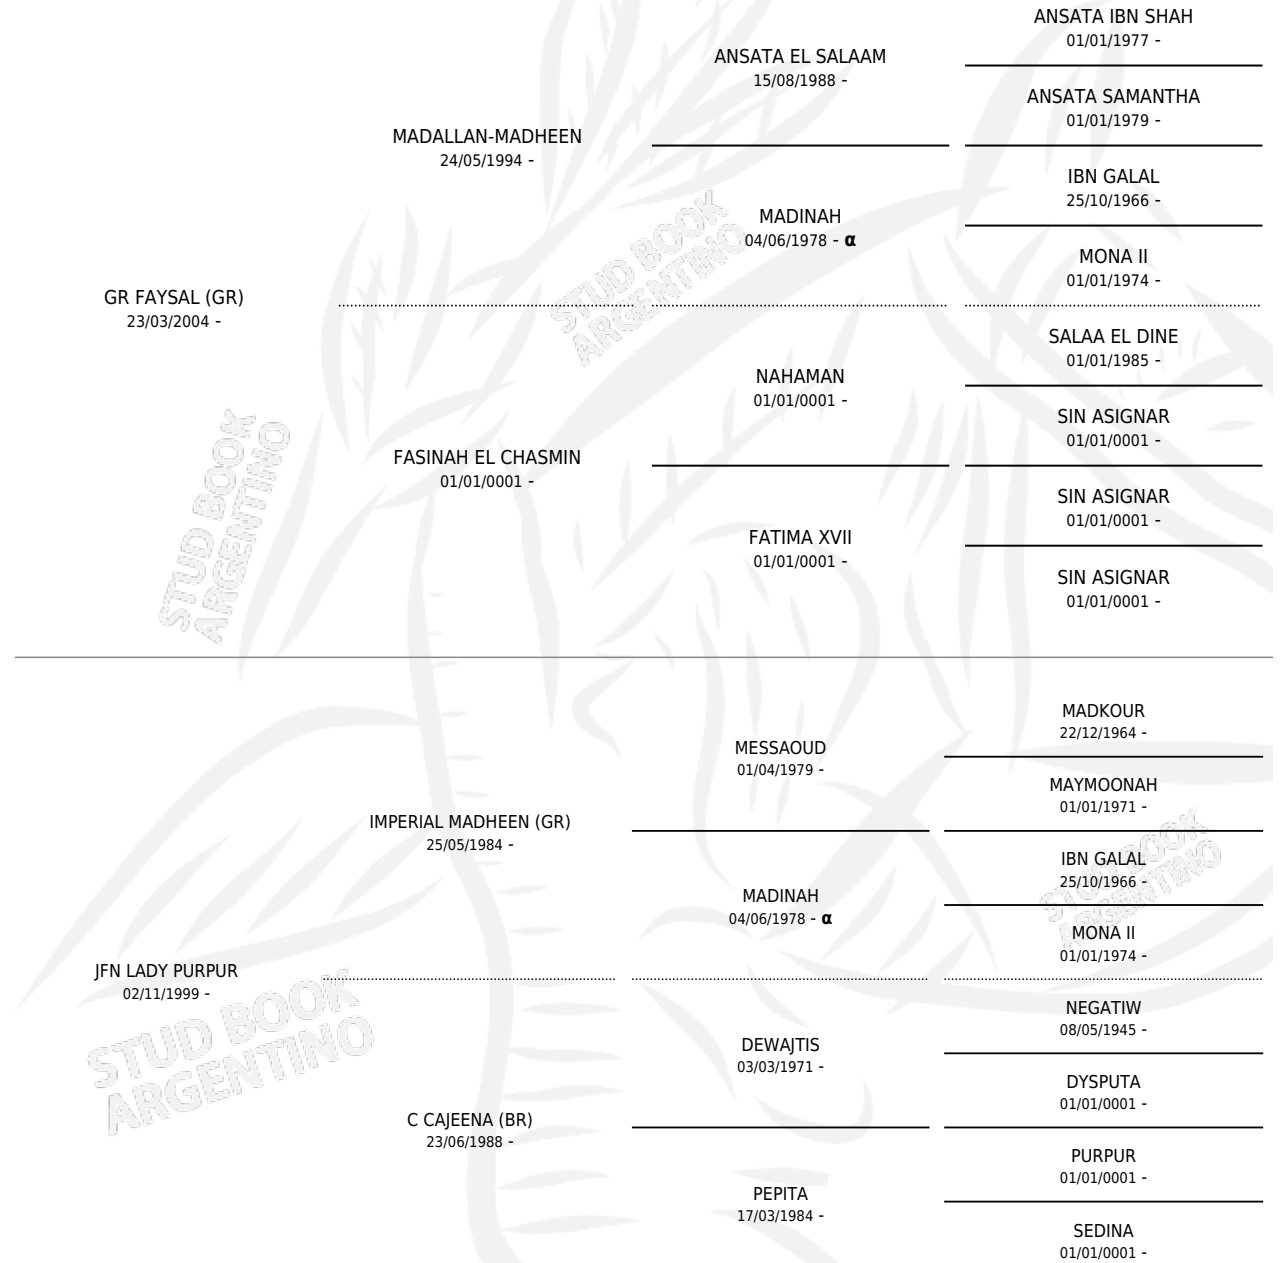 ANSATA IBN SHAH
01/01/1977 -
ANSATA EL SALAAM
15/08/1988 -
ANSATA SAMANTHA
01/01/1979 -
MADALLAN-MADHEEN
24/05/1994 -
IBN GALAL
25/10/1966 -
MADINAH
04/06/1978 - α
MONA II
01/01/1974 -
GR FAYSAL (GR)
23/03/2004 -
SALAA EL DINE
01/01/1985 -
NAHAMAN
01/01/0001 -
SIN ASIGNAR
01/01/0001 -
FASINAH EL CHASMIN
01/01/0001 -
SIN ASIGNAR
01/01/0001 -
FATIMA XVII
01/01/0001 -
SIN ASIGNAR
01/01/0001 -
STUD BOOK
ARGENTINO
STUD BOOK
ARGENTINO
MADKOUR
22/12/1964 -
MESSAOUD
01/04/1979 -
MAYMOONAH
01/01/1971 -
IMPERIAL MADHEEN (GR)
25/05/1984 -
IBN GALAL
25/10/1966 -
MADINAH
04/06/1978 - α
MONA II
01/01/1974 -
JFN LADY PURPUR
02/11/1999 -
NEGATIW
08/05/1945 -
DEWAJTIS
03/03/1971 -
DYSPUTA
01/01/0001 -
C CAJEENA (BR)
23/06/1988 -
PURPUR
01/01/0001 -
PEPITA
17/03/1984 -
SEDINA
01/01/0001 -
STUD BOOK
ARGENTINO
STUD BOOK
ARGENTINO